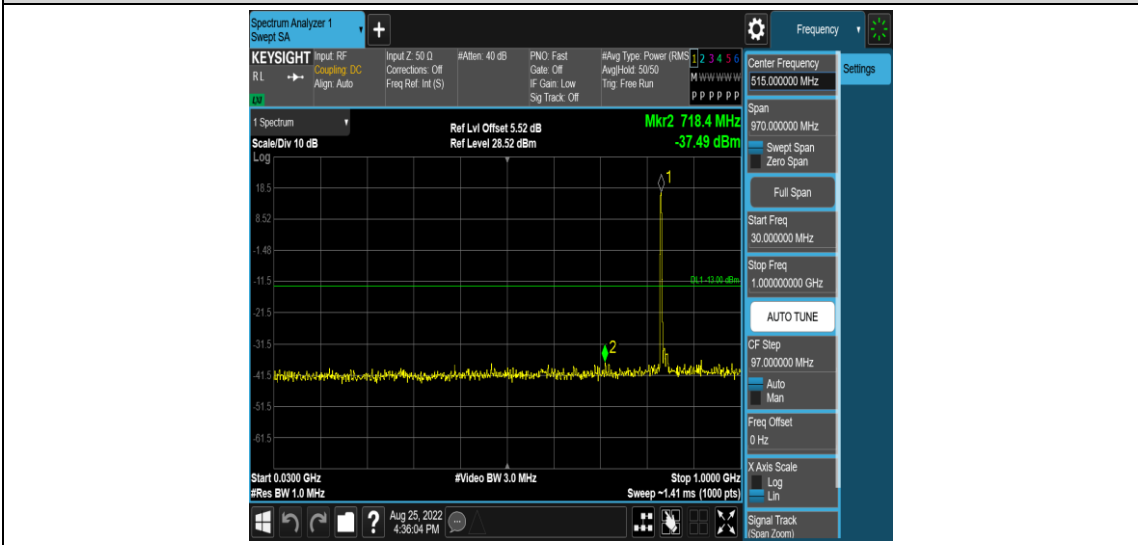 Spectrum Analyzer 1
Swept SA
+
Frequency
KEYSIGHT
RL
LXI
Input: RF
Coupling: DC
Align: Auto
Input Z: 50 Ω
Corrections: Off
Freq Ref: Int (S)
#Atten: 40 dB
PNO: Fast
Gate: Off
IF Gain: Low
Sig Track: Off
#Avg Type: Power (RMS
Avg|Hold: 50/50
Trig: Free Run
1 2 3 4 5 6
M W W W W W
P P P P P P
1 Spectrum
Scale/Div 10 dB
Log
Ref Lvl Offset 5.52 dB
Ref Level 28.52 dBm
Mkr2 718.4 MHz
-37.49 dBm
18.5
8.52
-1.48
-11.5
-21.5
-31.5
-41.5
-51.5
-61.5
1
DL1 -13.00 dBm
2
Start 0.0300 GHz
#Res BW 1.0 MHz
#Video BW 3.0 MHz
Stop 1.0000 GHz
Sweep ~1.41 ms (1000 pts)
?
Aug 25, 2022
4:36:04 PM
Center Frequency
515.000000 MHz
Span
970.000000 MHz
Swept Span
Zero Span
Full Span
Start Freq
30.000000 MHz
Stop Freq
1.000000000 GHz
AUTO TUNE
CF Step
97.000000 MHz
Auto
Man
Freq Offset
0 Hz
X Axis Scale
Log
Lin
Signal Track
(Span Zoom)
Settings